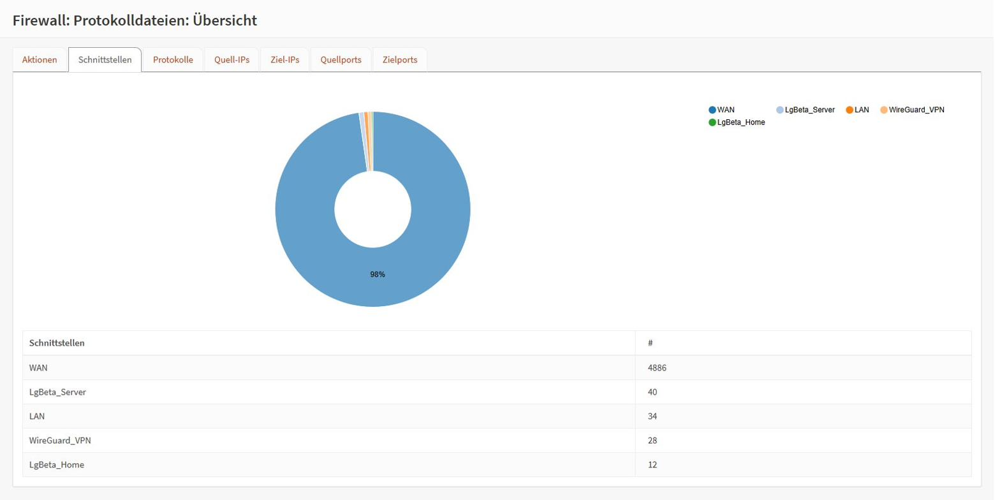 Firewall: Protokolldateien: Übersicht
Aktionen Schnittstellen Protokolle Quell-IPs Ziel-IPs Quellports Zielports
WAN LgBeta_Server LAN WireGuard_VPN
LgBeta_Home
98%
Schnittstellen #
WAN 4886
LgBeta_Server 40
LAN 34
WireGuard_VPN 28
LgBeta_Home 12